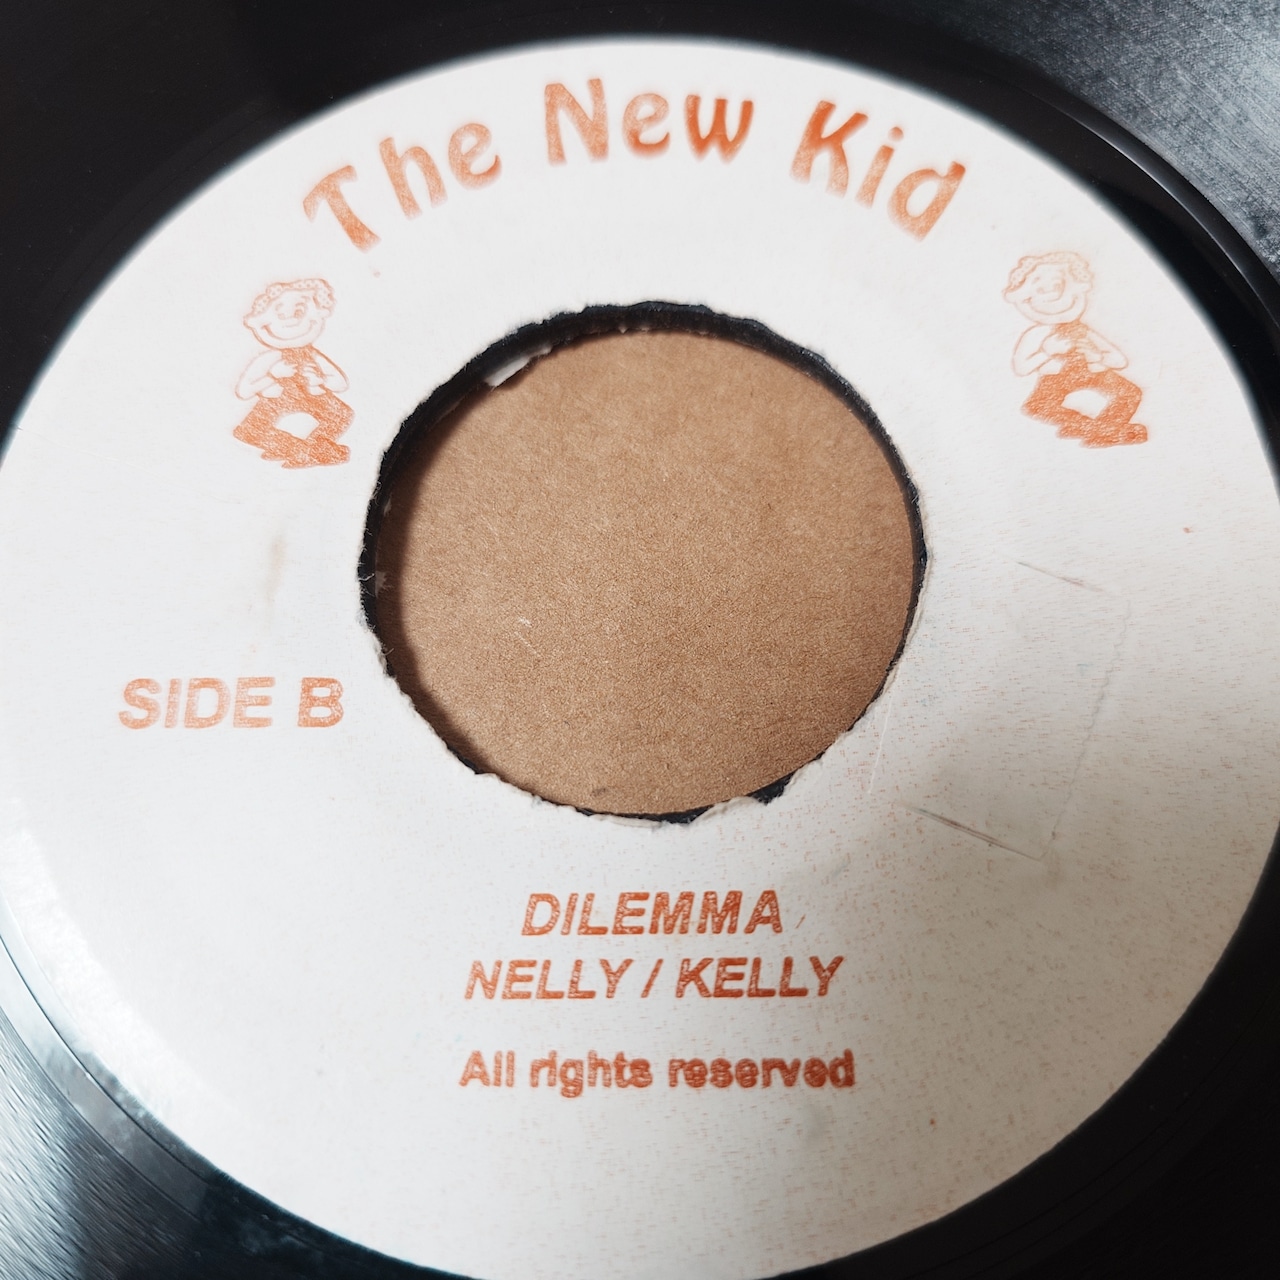 The New Kid
SIDE B
DILEMMA
NELLY / KELLY
All rights reserved